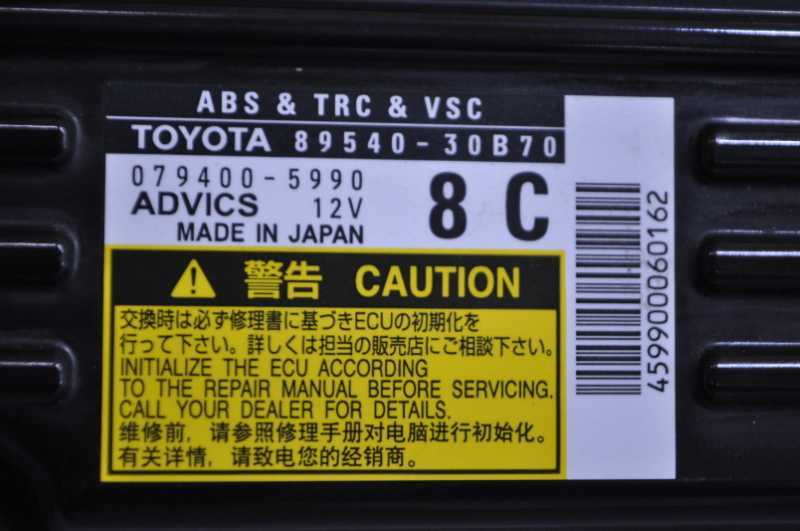 ABS & TRC & VSC
TOYOTA 89540-30B70
079400-5990
ADVICS 12V
8C
MADE IN JAPAN
警告 CAUTION
交換時は必ず修理書に基づきECUの初期化を
行って下さい。詳しくは担当の販売店にご相談下さい。
INITIALIZE THE ECU ACCORDING
TO THE REPAIR MANUAL BEFORE SERVICING.
CALL YOUR DEALER FOR DETAILS.
维修前，请参照修理手册对电脑进行初始化。
有关详情，请致电您的经销商。
459900060162